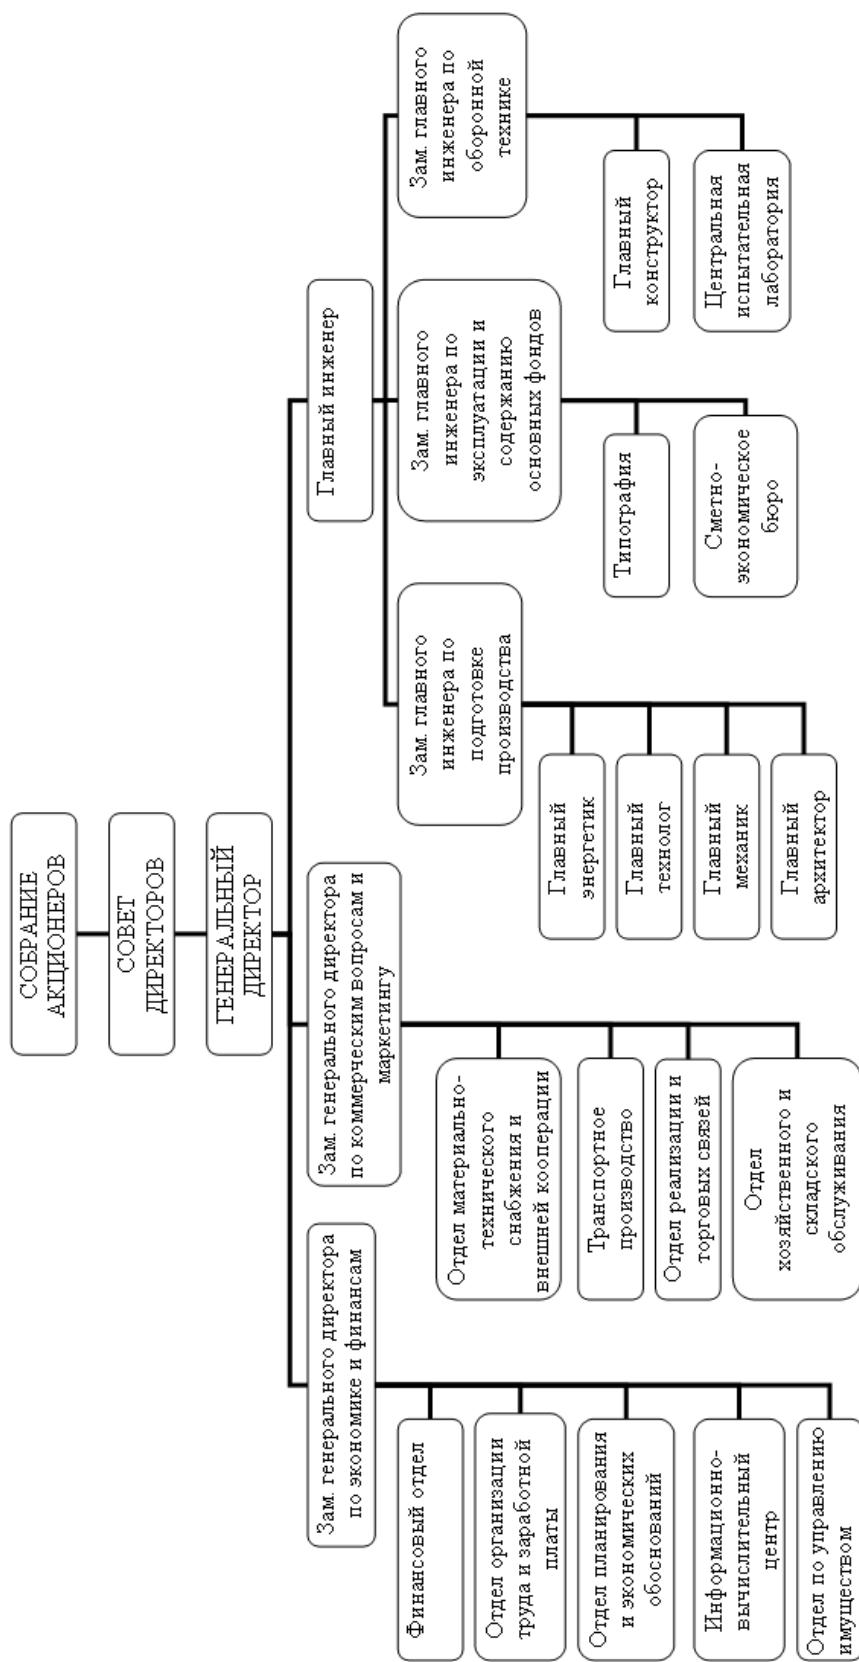 СОБРАНИЕ
АКЦИОНЕРОВ
СОВЕТ
ДИРЕКТОРОВ
ГЕНЕРАЛЬНЫЙ
ДИРЕКТОР
Зам. генерального директора
по экономике и финансам
Зам. генерального директора
по коммерческим вопросам и
маркетингу
Главный инженер
Финансовый отдел
Отдел организации
труда и заработной
платы
Отдел планирования
и экономических
обоснований
Информационно-
вычислительный
центр
Отдел по управлению
имуществом
Отдел материально-
технического
снабжения и
внешней кооперации
Транспортное
производство
Отдел реализации и
торговых связей
Отдел
хозяйственного и
складского
обслуживания
Зам. главного
инженера по
подготовке
производства
Главный
энергетик
Главный
технолог
Главный
механик
Главный
архитектор
Зам. главного
инженера по
эксплуатации и
содержанию
основных фондов
Типография
Сметно-
экономическое
бюро
Зам. главного
инженера по
оборонной
технике
Главный
конструктор
Центральная
испытательная
лаборатория